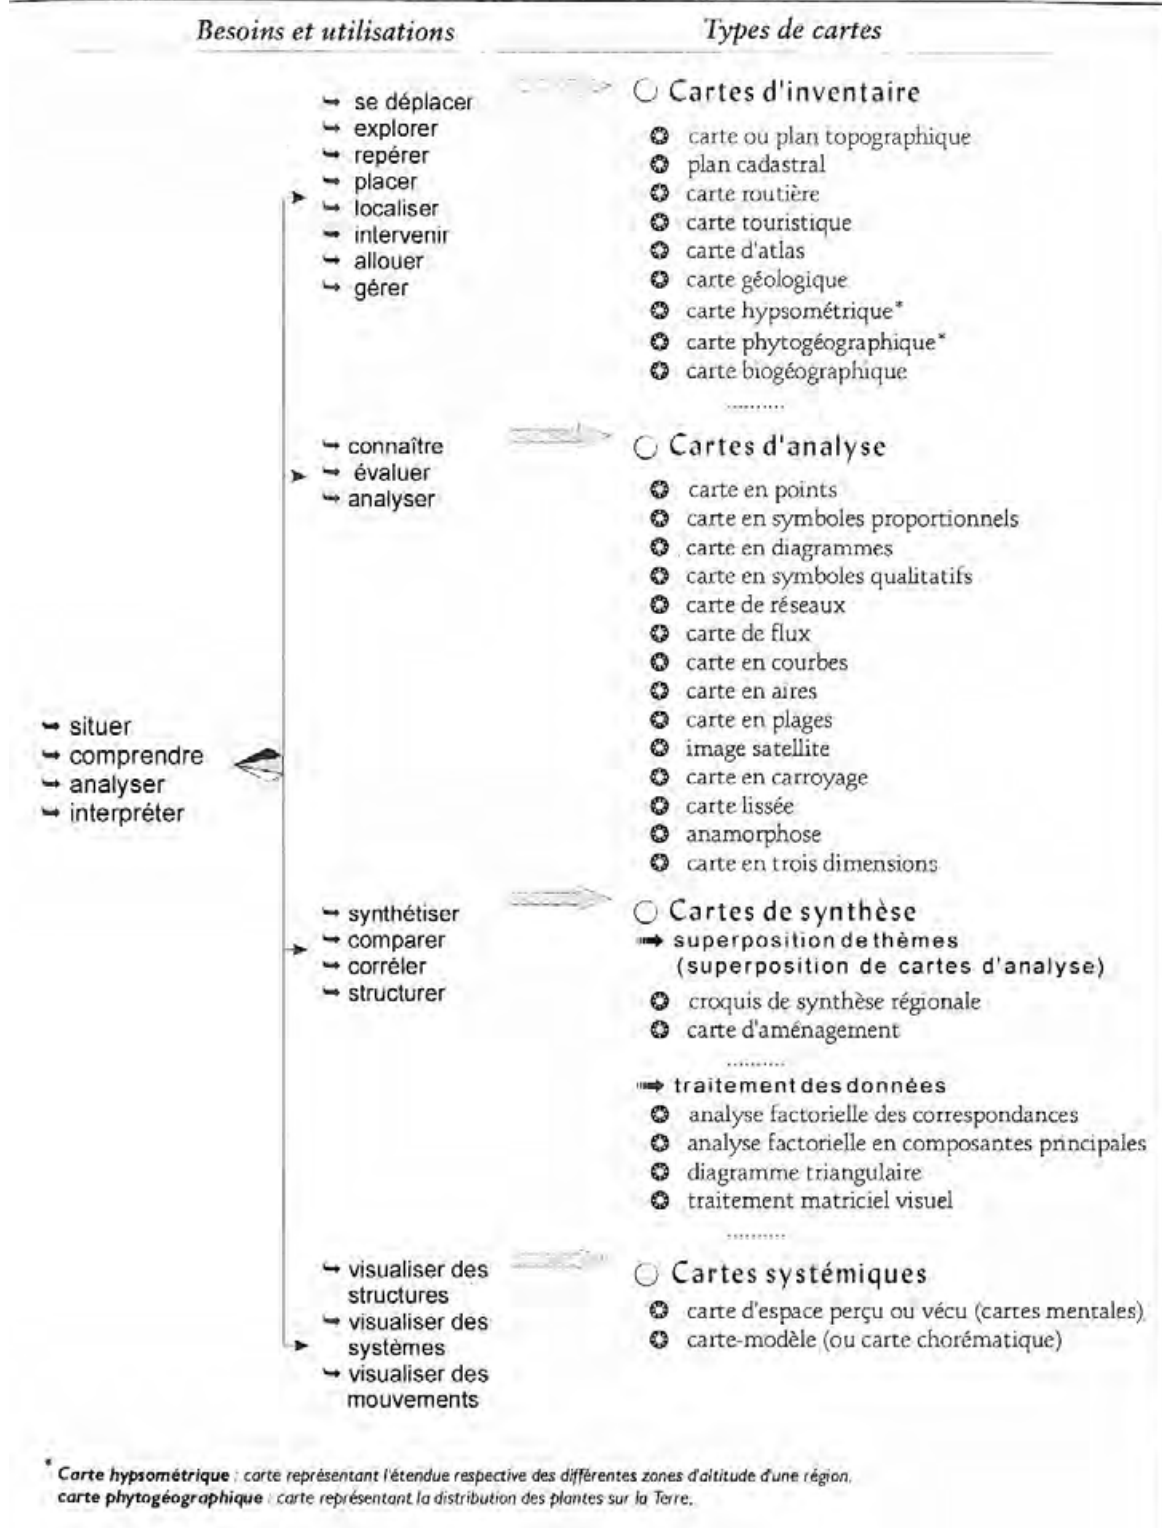 Besoins et utilisations
Types de cartes
se déplacer
explorer
repérer
placer
localiser
intervenir
allouer
gérer
Cartes d'inventaire
carte ou plan topographique
plan cadastral
carte routière
carte touristique
carte d'atlas
carte géologique
carte hypsométrique*
carte phytogéographique*
carte biogéographique
..........
connaître
évaluer
analyser
Cartes d'analyse
carte en points
carte en symboles proportionnels
carte en diagrammes
carte en symboles qualitatifs
carte de réseaux
carte de flux
carte en courbes
carte en aires
carte en plages
image satellite
carte en carroyage
carte lissée
anamorphose
carte en trois dimensions
situer
comprendre
analyser
interpréter
synthétiser
comparer
corréler
structurer
Cartes de synthèse
superposition de thèmes
(superposition de cartes d'analyse)
croquis de synthèse régionale
carte d'aménagement
..........
traitement des données
analyse factorielle des correspondances
analyse factorielle en composantes principales
diagramme triangulaire
traitement matriciel visuel
..........
visualiser des
structures
visualiser des
systèmes
visualiser des
mouvements
Cartes systémiques
carte d'espace perçu ou vécu (cartes mentales)
carte-modèle (ou carte chorématique)
* Carte hypsométrique : carte représentant l'étendue respective des différentes zones d'altitude d'une région.
carte phytogéographique : carte représentant la distribution des plantes sur la Terre.